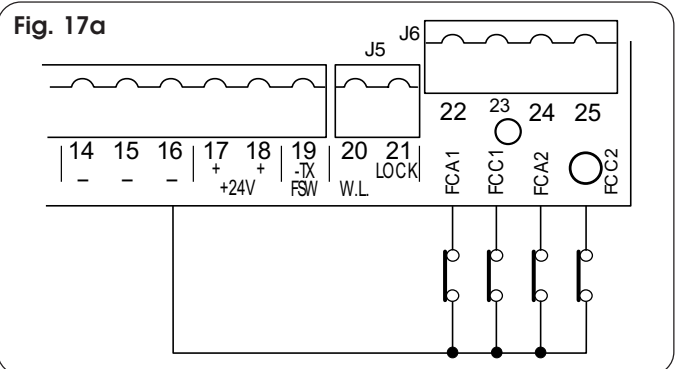 Fig. 17a
J6
J5
22 23 24 25
14 15 16 17 18 19 20 21
– – – + + -TX LOCK
+24V FSW W.L.
FCA1 FCC1 FCA2 FCC2